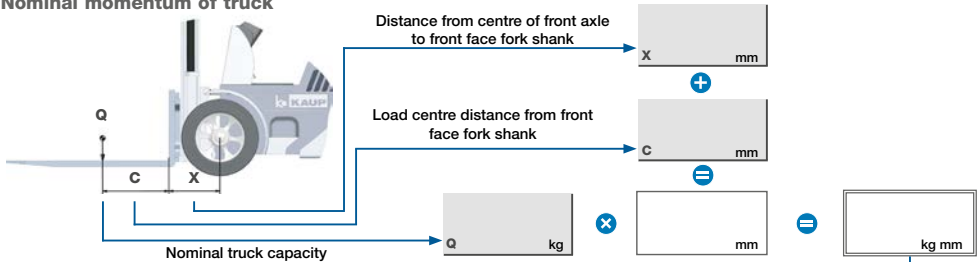 Nominal momentum of truck
Distance from centre of front axle
to front face fork shank
X mm
KAUP
Q
Load centre distance from front
face fork shank
C mm
C X
Q kg
mm
kg mm
Nominal truck capacity